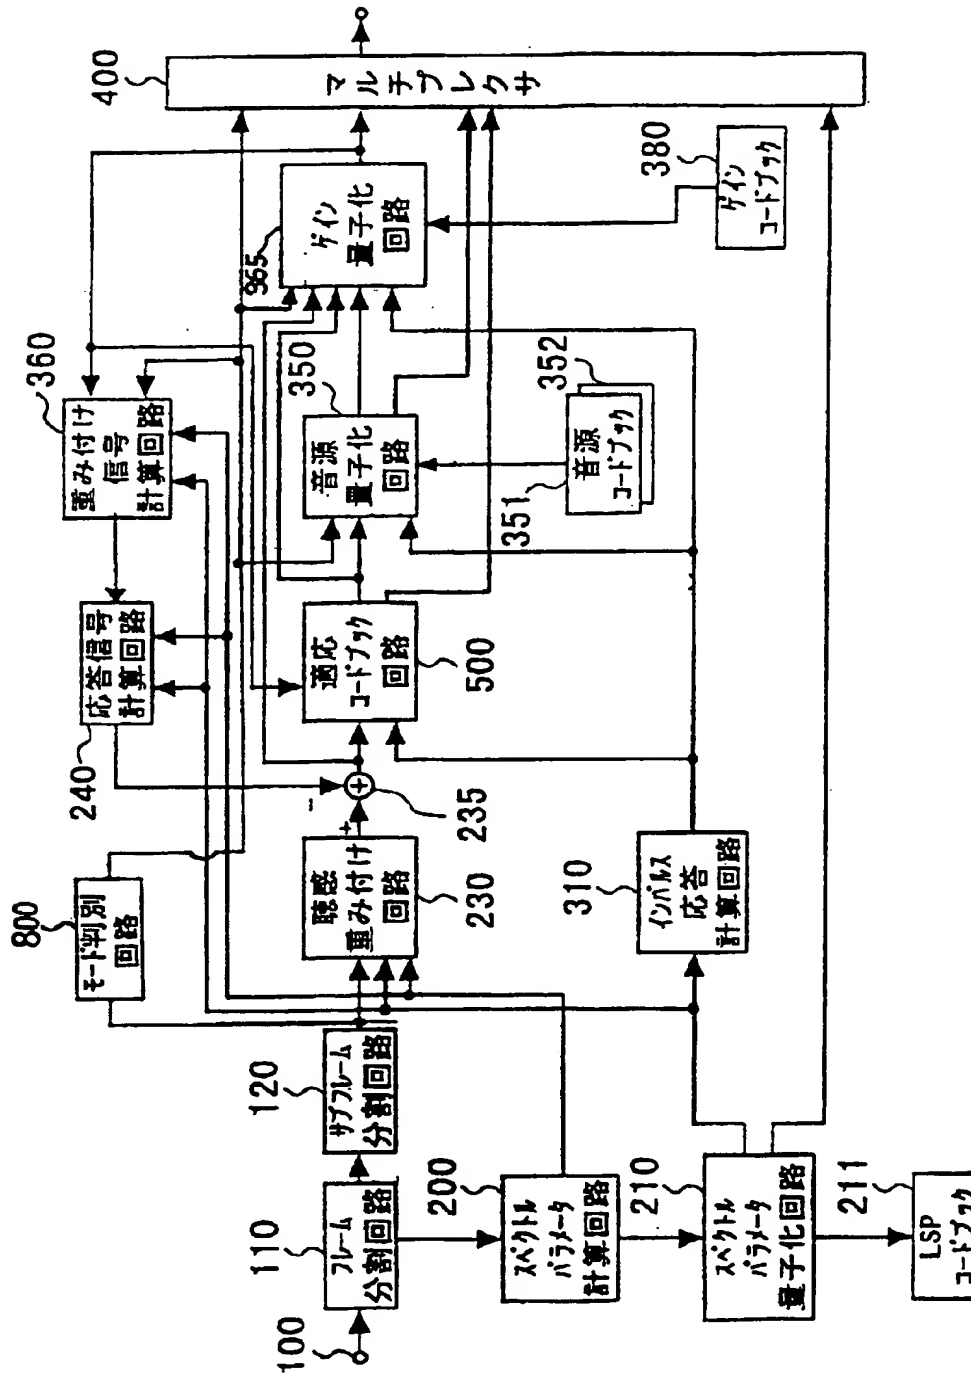 100
110
フレーム
分割回路
120
サブフレーム
分割回路
800
モード判別
回路
200
スペクトル
パラメータ
計算回路
210
スペクトル
パラメータ
量子化回路
211
LSP
コードブック
230
聴感
重み付け
回路
+
-
+
235
240
応答信号
計算回路
360
重み付け
信号
計算回路
310
インパルス
応答
計算回路
500
適応
コードブック
回路
350
音源
量子化
回路
351
352
音源
コードブック
965
ゲイン
量子化
回路
380
ゲイン
コードブック
400
マルチプレクサ